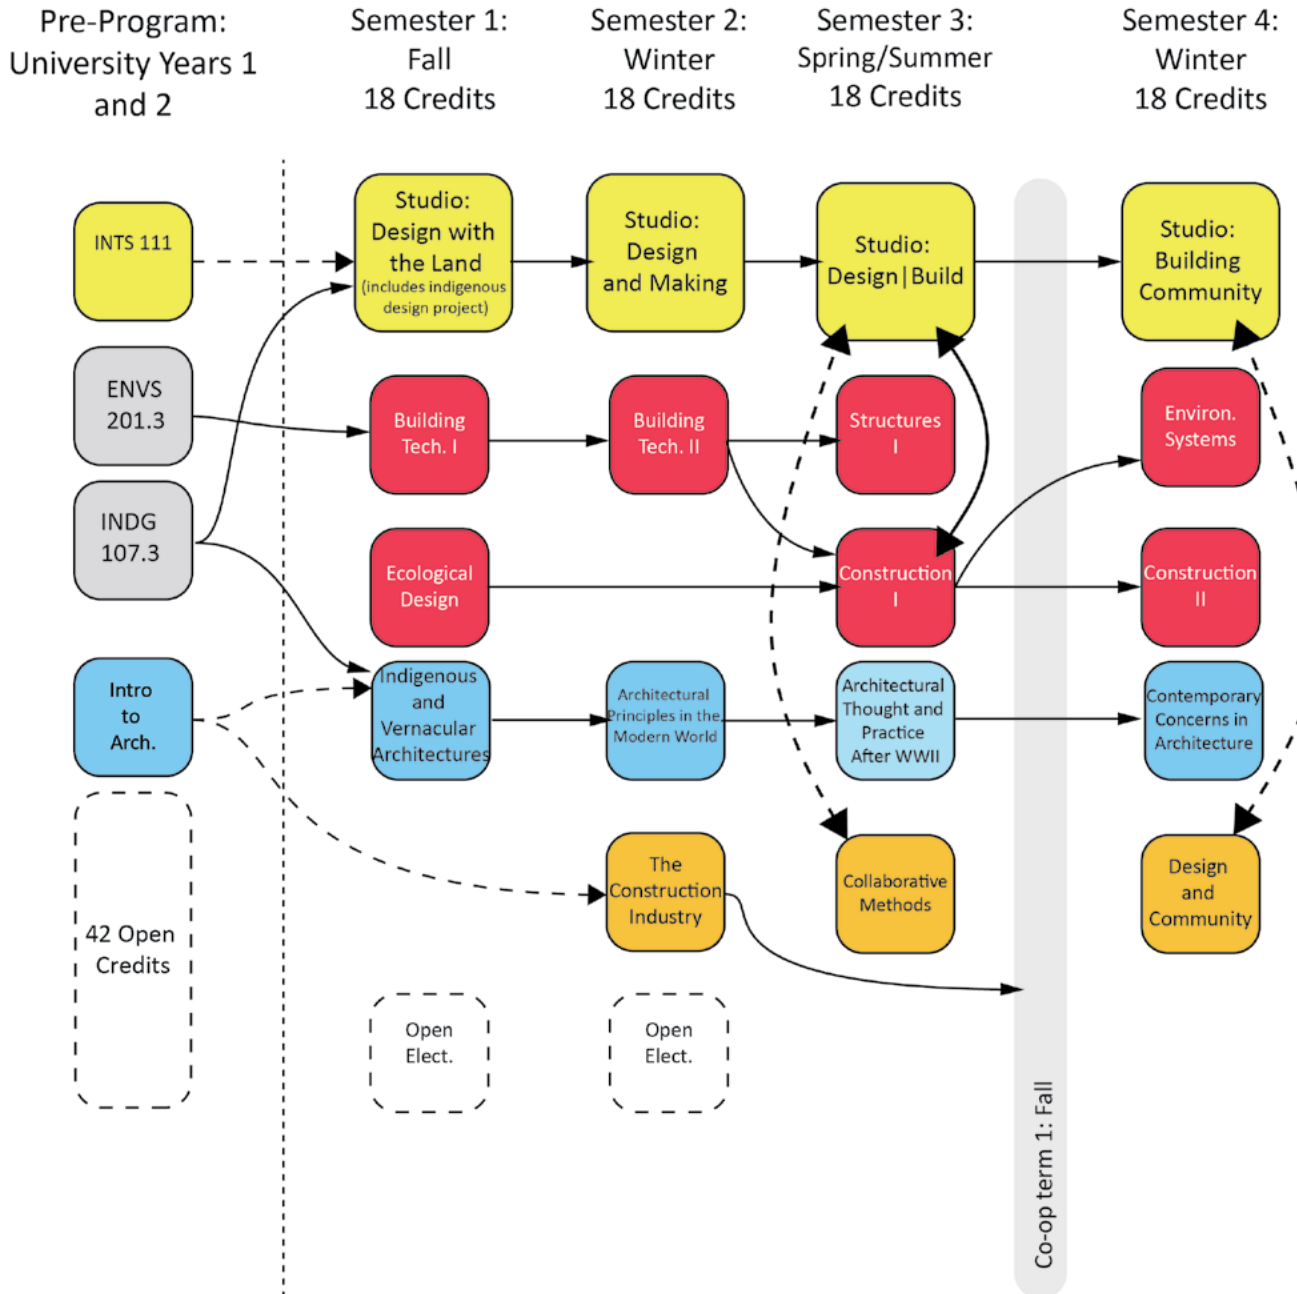 Pre-Program:
University Years 1
and 2
Semester 1:
Fall
18 Credits
Semester 2:
Winter
18 Credits
Semester 3:
Spring/Summer
18 Credits
Semester 4:
Winter
18 Credits
INTS 111
Studio:
Design with
the Land
(includes indigenous
design project)
Studio:
Design
and Making
Studio:
Design|Build
Studio:
Building
Community
ENVS
201.3
Building
Tech. I
Building
Tech. II
Structures
I
Environ.
Systems
INDG
107.3
Ecological
Design
Construction
I
Construction
II
Intro
to
Arch.
Indigenous
and
Vernacular
Architectures
Architectural
Principles in the
Modern World
Architectural
Thought and
Practice
After WWII
Contemporary
Concerns in
Architecture
42 Open
Credits
The
Construction
Industry
Collaborative
Methods
Design
and
Community
Open
Elect.
Open
Elect.
Co-op term 1: Fall